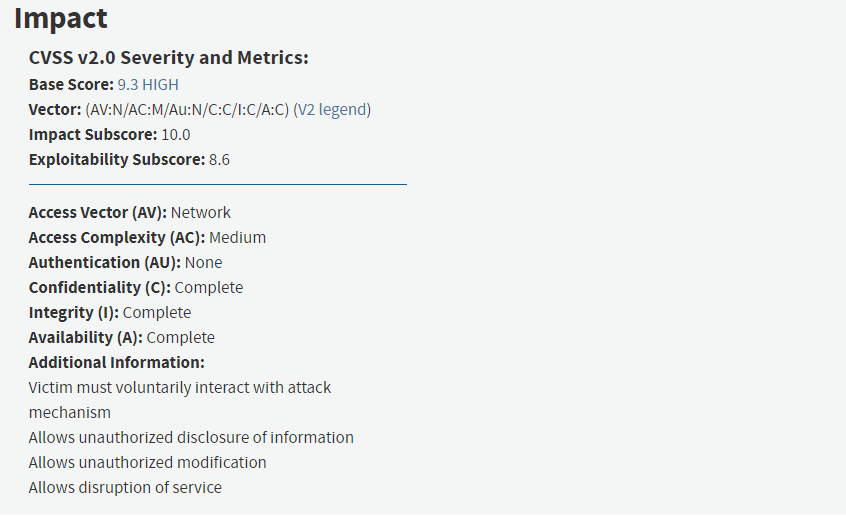 Impact
CVSS v2.0 Severity and Metrics:
Base Score: 9.3 HIGH
Vector: (AV:N/AC:M/Au:N/C:C/I:C/A:C) (V2 legend)
Impact Subscore: 10.0
Exploitability Subscore: 8.6
Access Vector (AV): Network
Access Complexity (AC): Medium
Authentication (AU): None
Confidentiality (C): Complete
Integrity (I): Complete
Availability (A): Complete
Additional Information:
Victim must voluntarily interact with attack
mechanism
Allows unauthorized disclosure of information
Allows unauthorized modification
Allows disruption of service